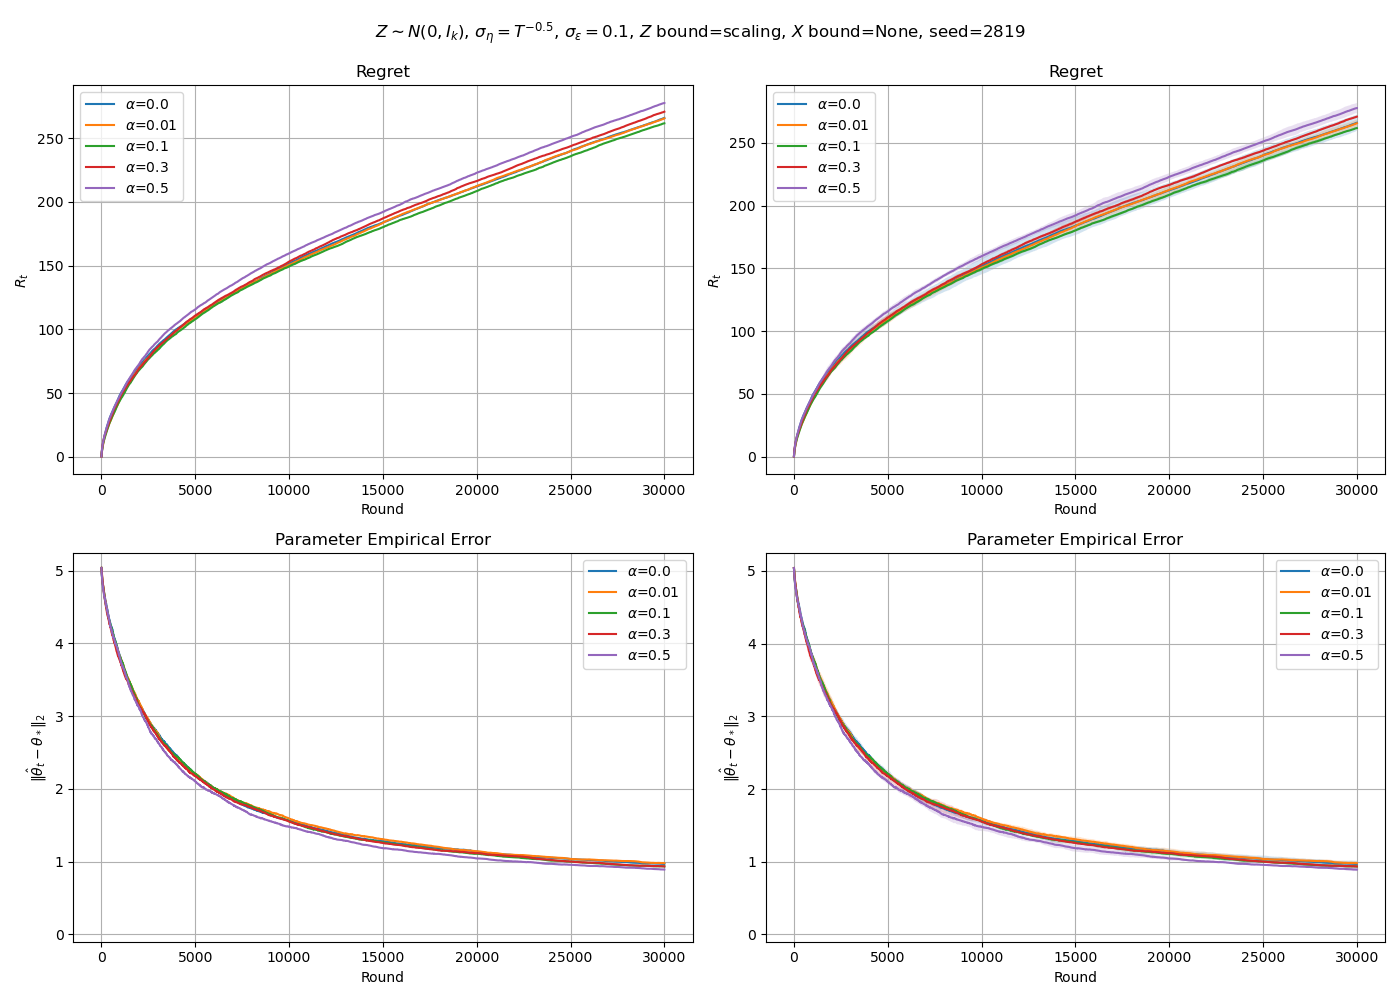 Z ∼ N(0, I_k), σ_η = T^{−0.5}, σ_ε = 0.1, Z bound=scaling, X bound=None, seed=2819
Regret
R_t
250
200
150
100
50
0
α=0.0
α=0.01
α=0.1
α=0.3
α=0.5
0 5000 10000 15000 20000 25000 30000
Round
Regret
R_t
250
200
150
100
50
0
α=0.0
α=0.01
α=0.1
α=0.3
α=0.5
0 5000 10000 15000 20000 25000 30000
Round
Parameter Empirical Error
‖θ̂_t − θ_*‖_2
5
4
3
2
1
0
α=0.0
α=0.01
α=0.1
α=0.3
α=0.5
0 5000 10000 15000 20000 25000 30000
Round
Parameter Empirical Error
‖θ̂_t − θ_*‖_2
5
4
3
2
1
0
α=0.0
α=0.01
α=0.1
α=0.3
α=0.5
0 5000 10000 15000 20000 25000 30000
Round